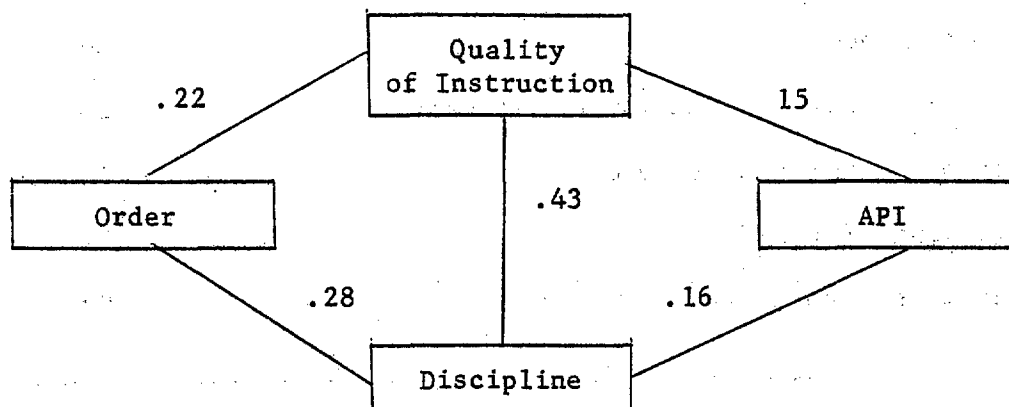 Quality
of Instruction
.22
15
Order
.43
API
.28
.16
Discipline